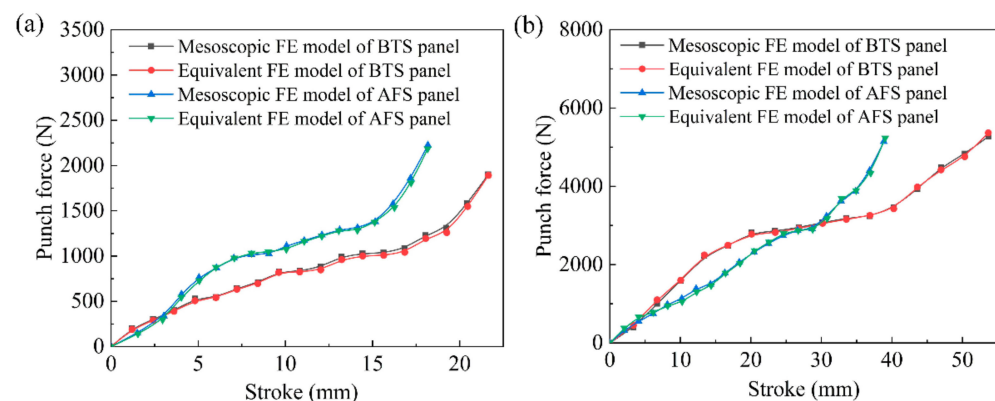 (a)
3500
3000
2500
2000
1500
1000
500
0
Punch force (N)
Mesoscopic FE model of BTS panel
Equivalent FE model of BTS panel
Mesoscopic FE model of AFS panel
Equivalent FE model of AFS panel
0 5 10 15 20
Stroke (mm)
(b)
8000
6000
4000
2000
0
Punch force (N)
Mesoscopic FE model of BTS panel
Equivalent FE model of BTS panel
Mesoscopic FE model of AFS panel
Equivalent FE model of AFS panel
0 10 20 30 40 50
Stroke (mm)